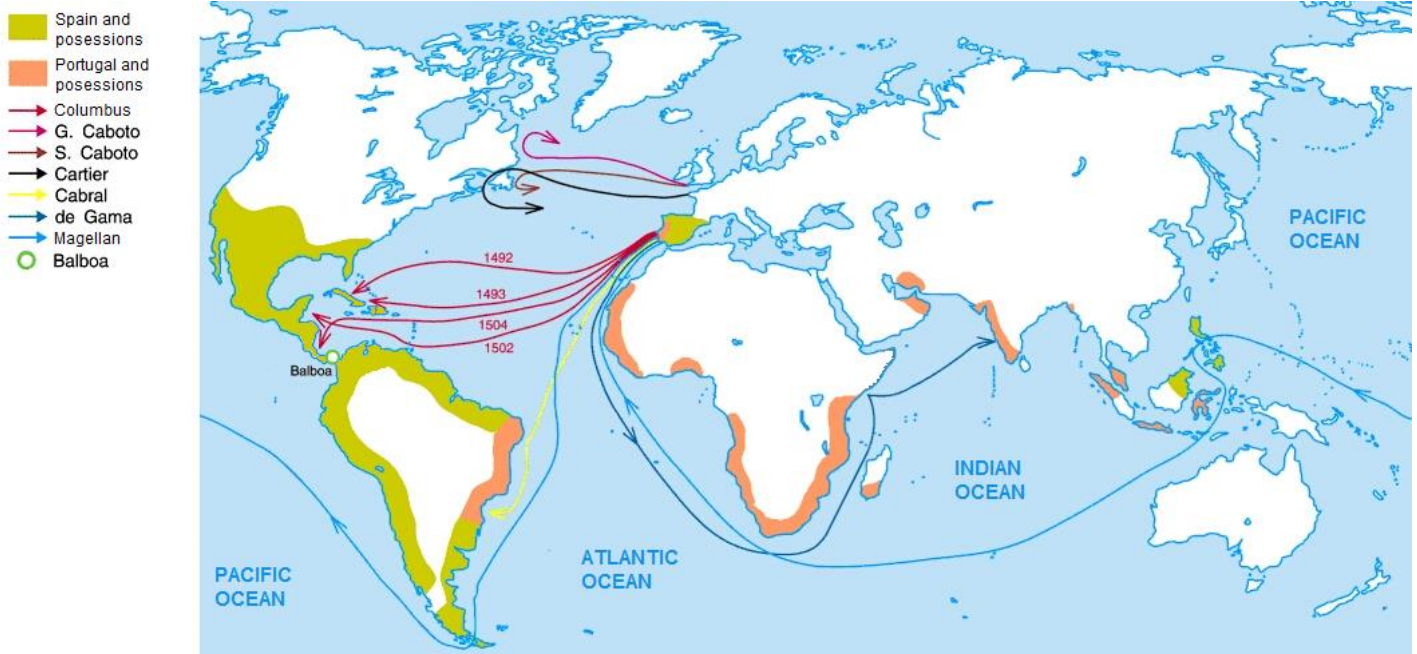 Spain and
posessions
Portugal and
posessions
Columbus
G. Caboto
S. Caboto
Cartier
Cabral
de Gama
Magellan
Balboa
1492
1493
1504
1502
Balboa
PACIFIC
OCEAN
ATLANTIC
OCEAN
INDIAN
OCEAN
PACIFIC
OCEAN